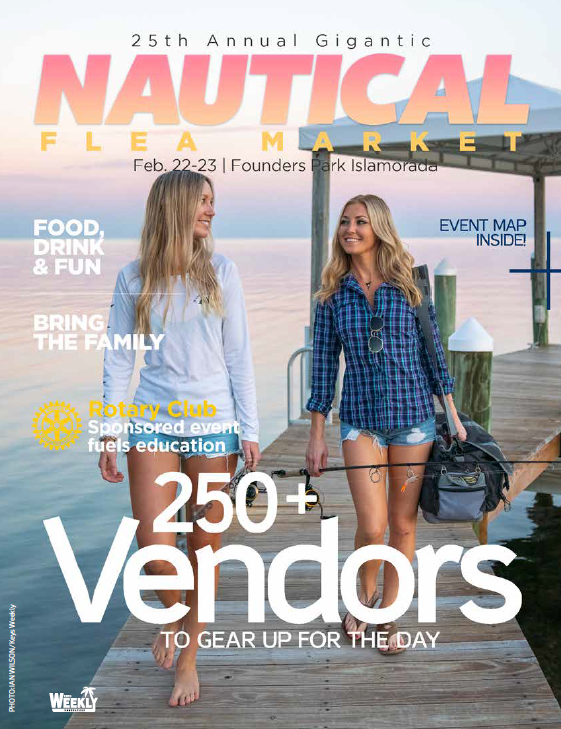 25th Annual Gigantic
NAUTICAL
FLEA MARKET
Feb. 22-23 | Founders Park Islamorada
FOOD,
DRINK
& FUN
EVENT MAP
INSIDE!
BRING
THE FAMILY
Rotary Club
Sponsored event
fuels education
250+
Vendors
TO GEAR UP FOR THE DAY
PHOTO: IAN WILSON/Keys Weekly
WEEKLY